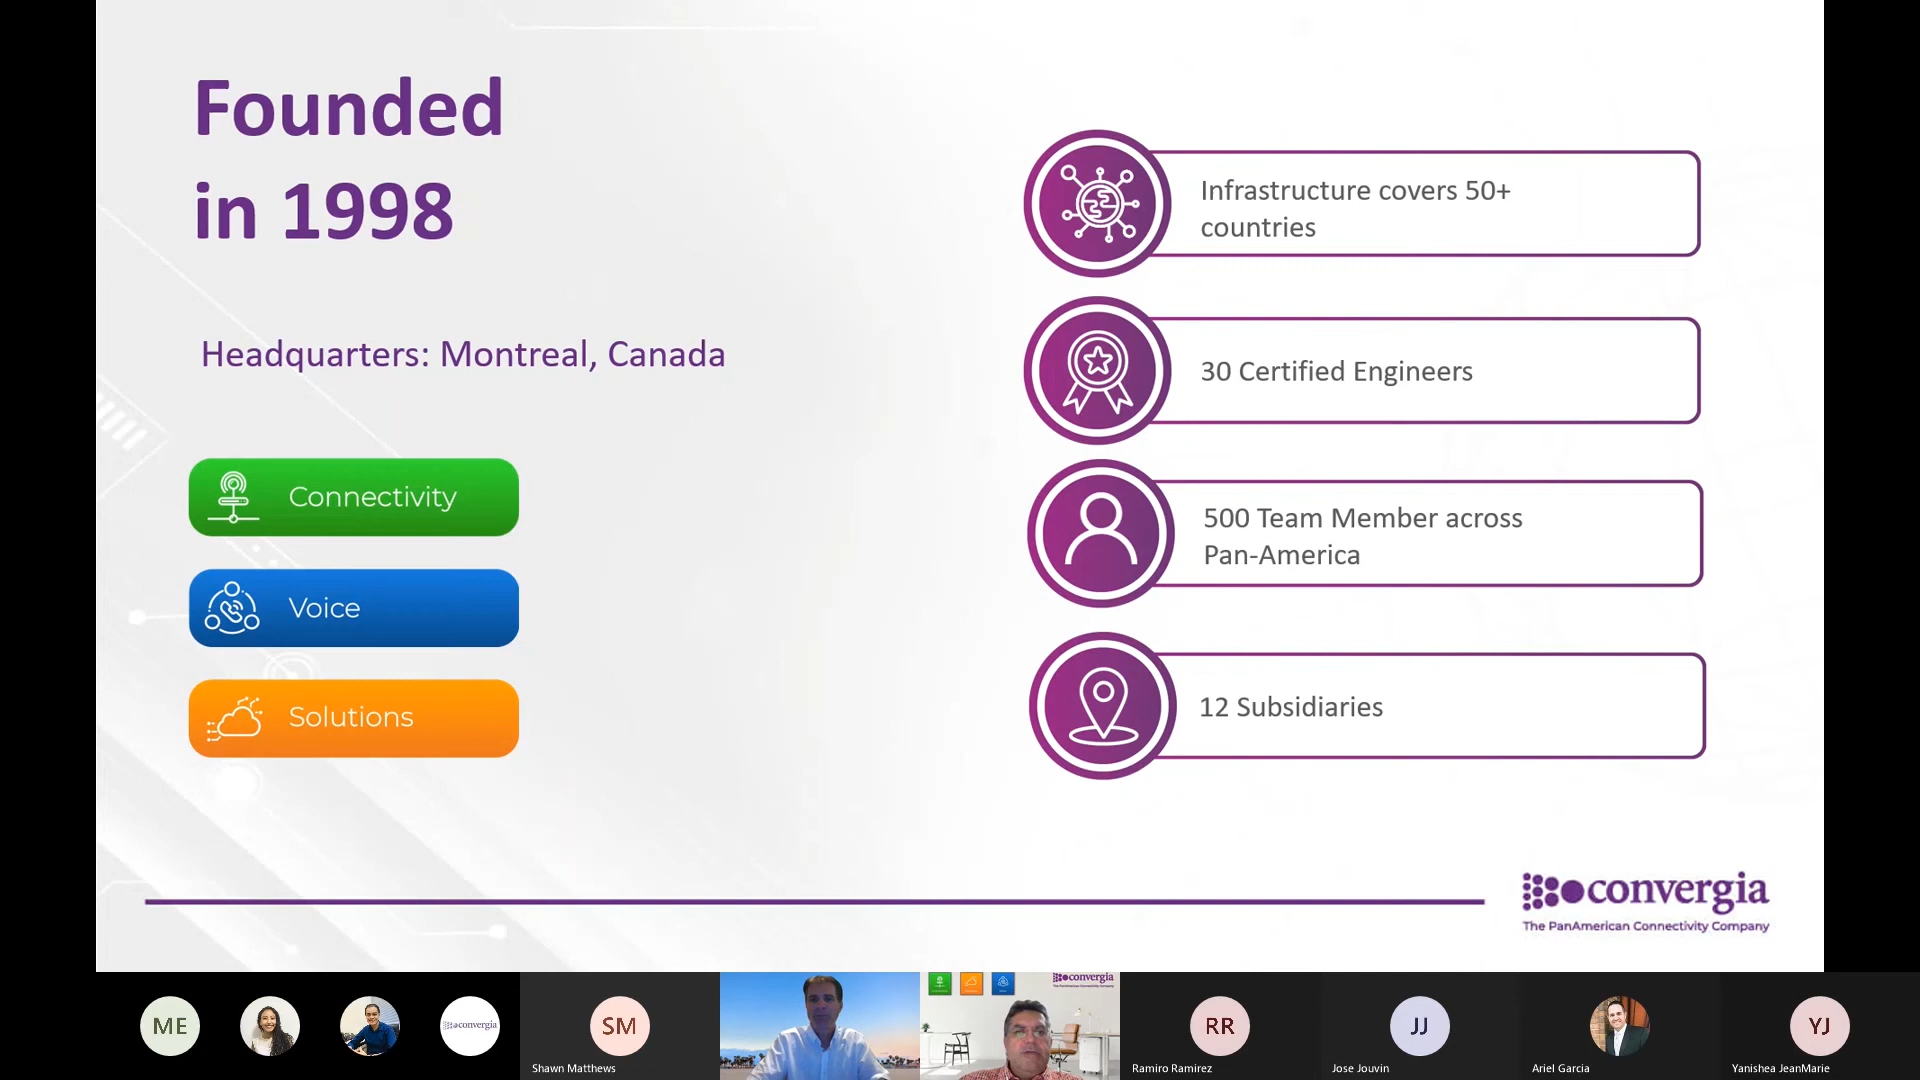 Founded
in 1998
Headquarters: Montreal, Canada
Connectivity
Voice
Solutions
Infrastructure covers 50+
countries
30 Certified Engineers
500 Team Member across
Pan-America
12 Subsidiaries
convergia
The PanAmerican Connectivity Company
ME
convergia
SM
Shawn Matthews
convergia
RR
Ramiro Ramirez
JJ
Jose Jouvin
Ariel Garcia
YJ
Yanishea JeanMarie